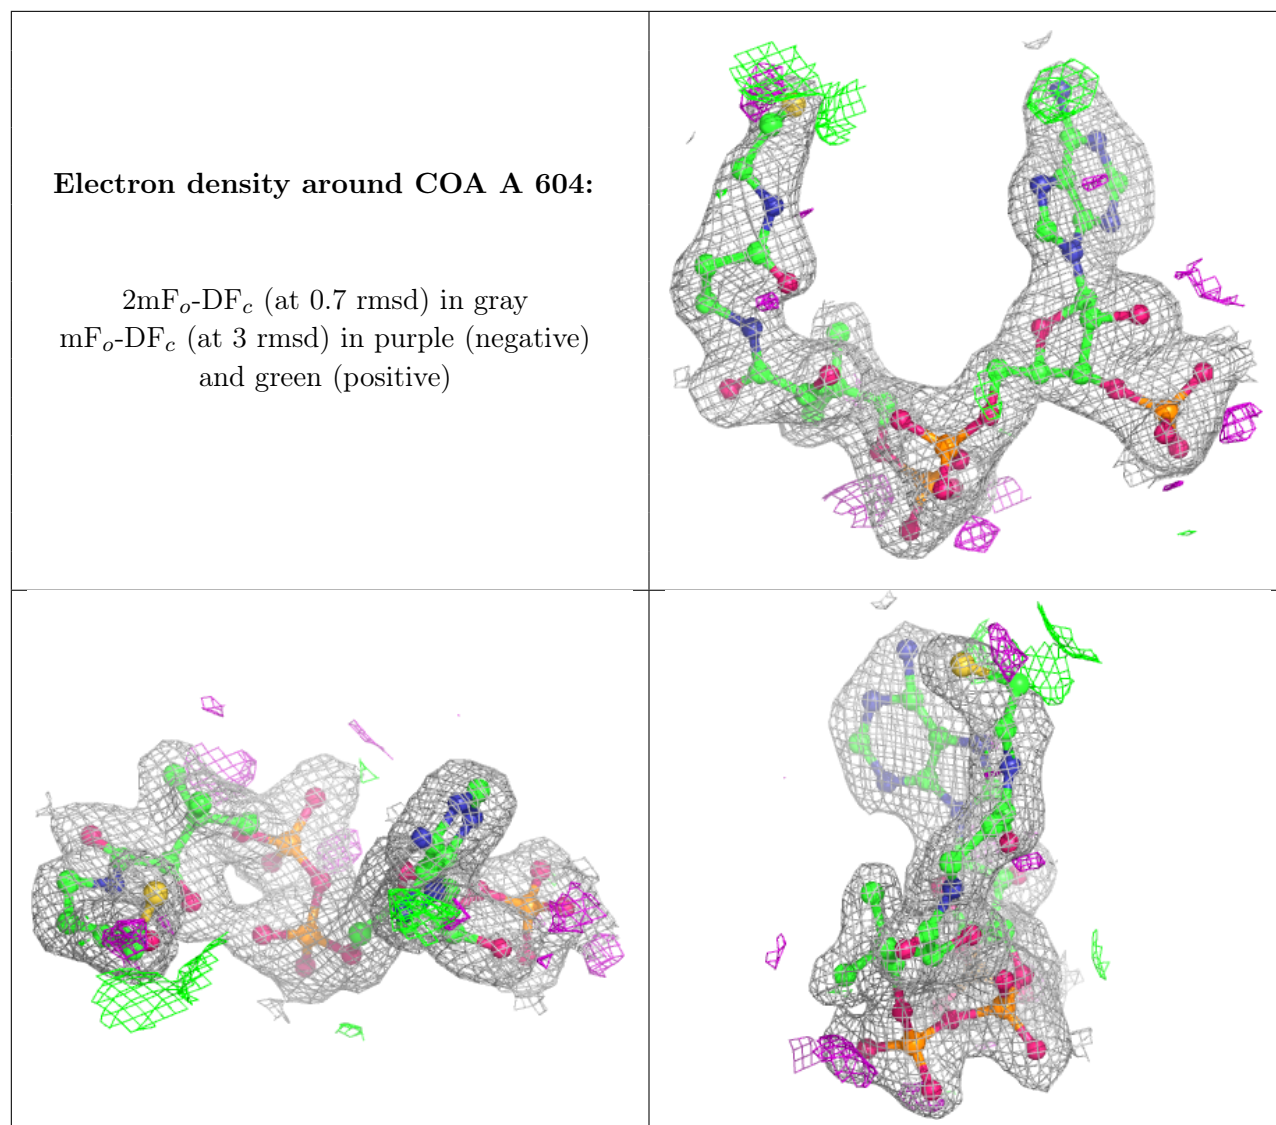 Electron density around COA A 604:
2mFo-DFc (at 0.7 rmsd) in gray
mFo-DFc (at 3 rmsd) in purple (negative)
and green (positive)